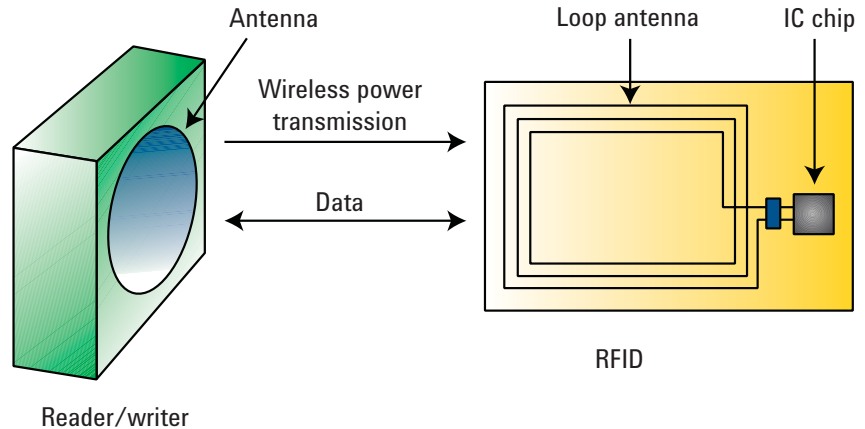 Antenna
Loop antenna
IC chip
Wireless power
transmission
Data
RFID
Reader/writer